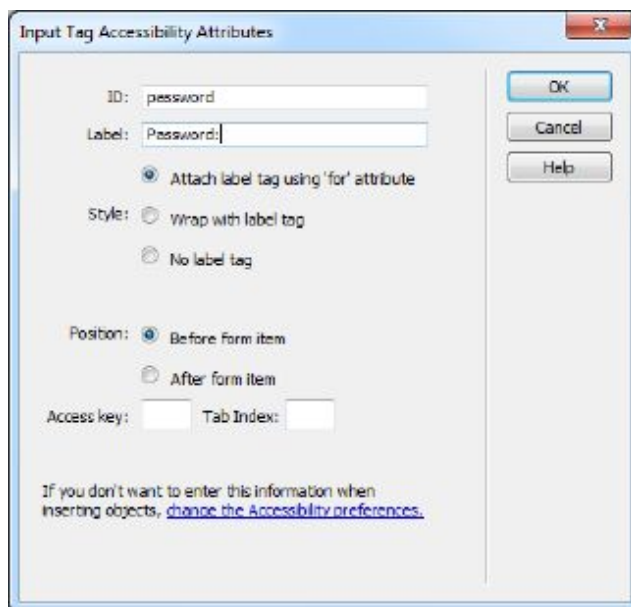 Input Tag Accessibility Attributes
ID: password
Label: Password:
Attach label tag using 'for' attribute
Style: Wrap with label tag
No label tag
Position: Before form item
After form item
Access key: Tab Index:
If you don't want to enter this information when
inserting objects, change the Accessibility preferences.
OK
Cancel
Help